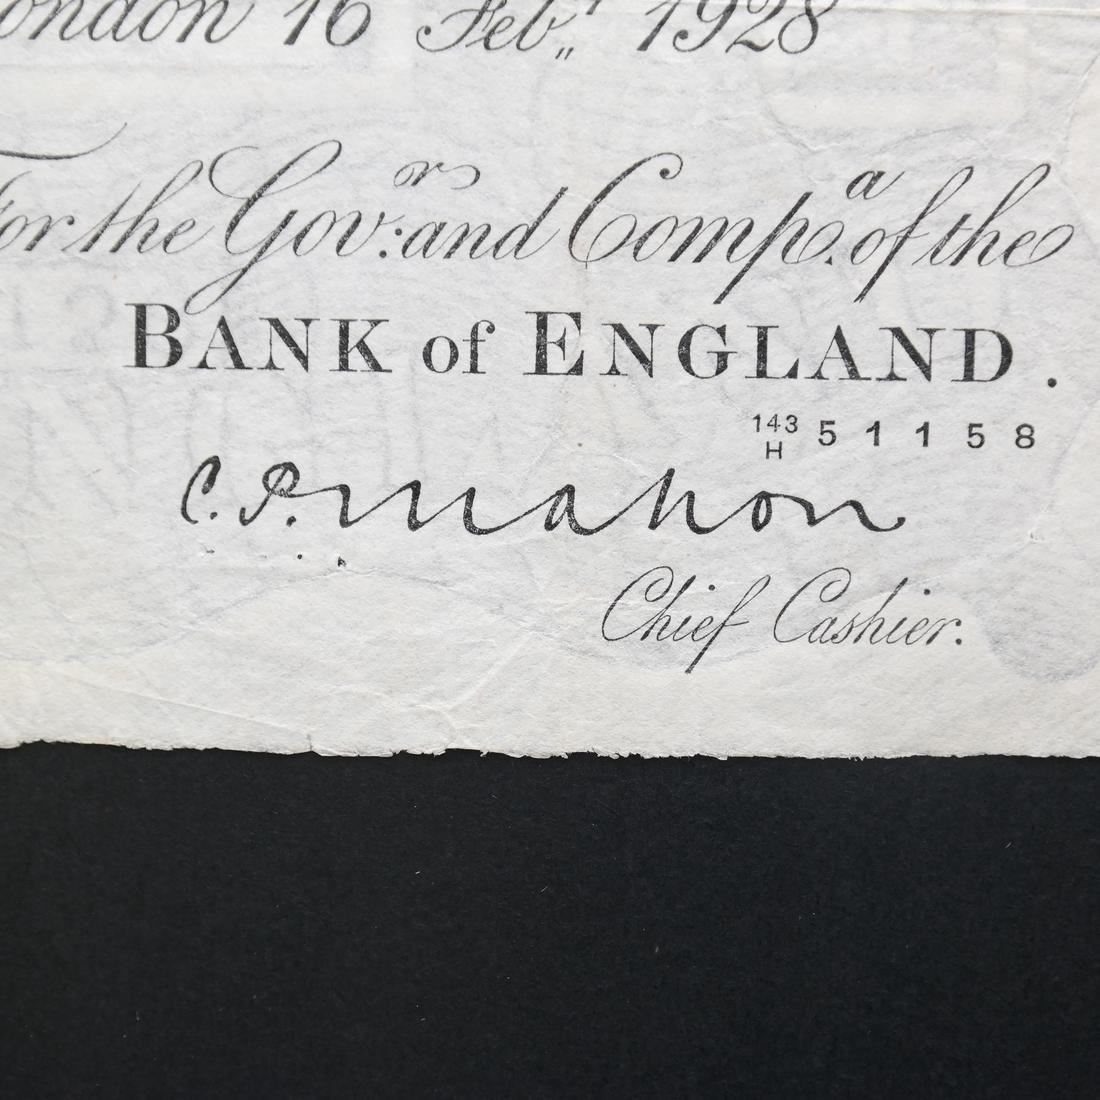 ondon 16 Feb,, 1928
For the Gov:or and Comp.a of the
BANK of ENGLAND.
143
H 51158
C. P. Mahon
Chief Cashier.